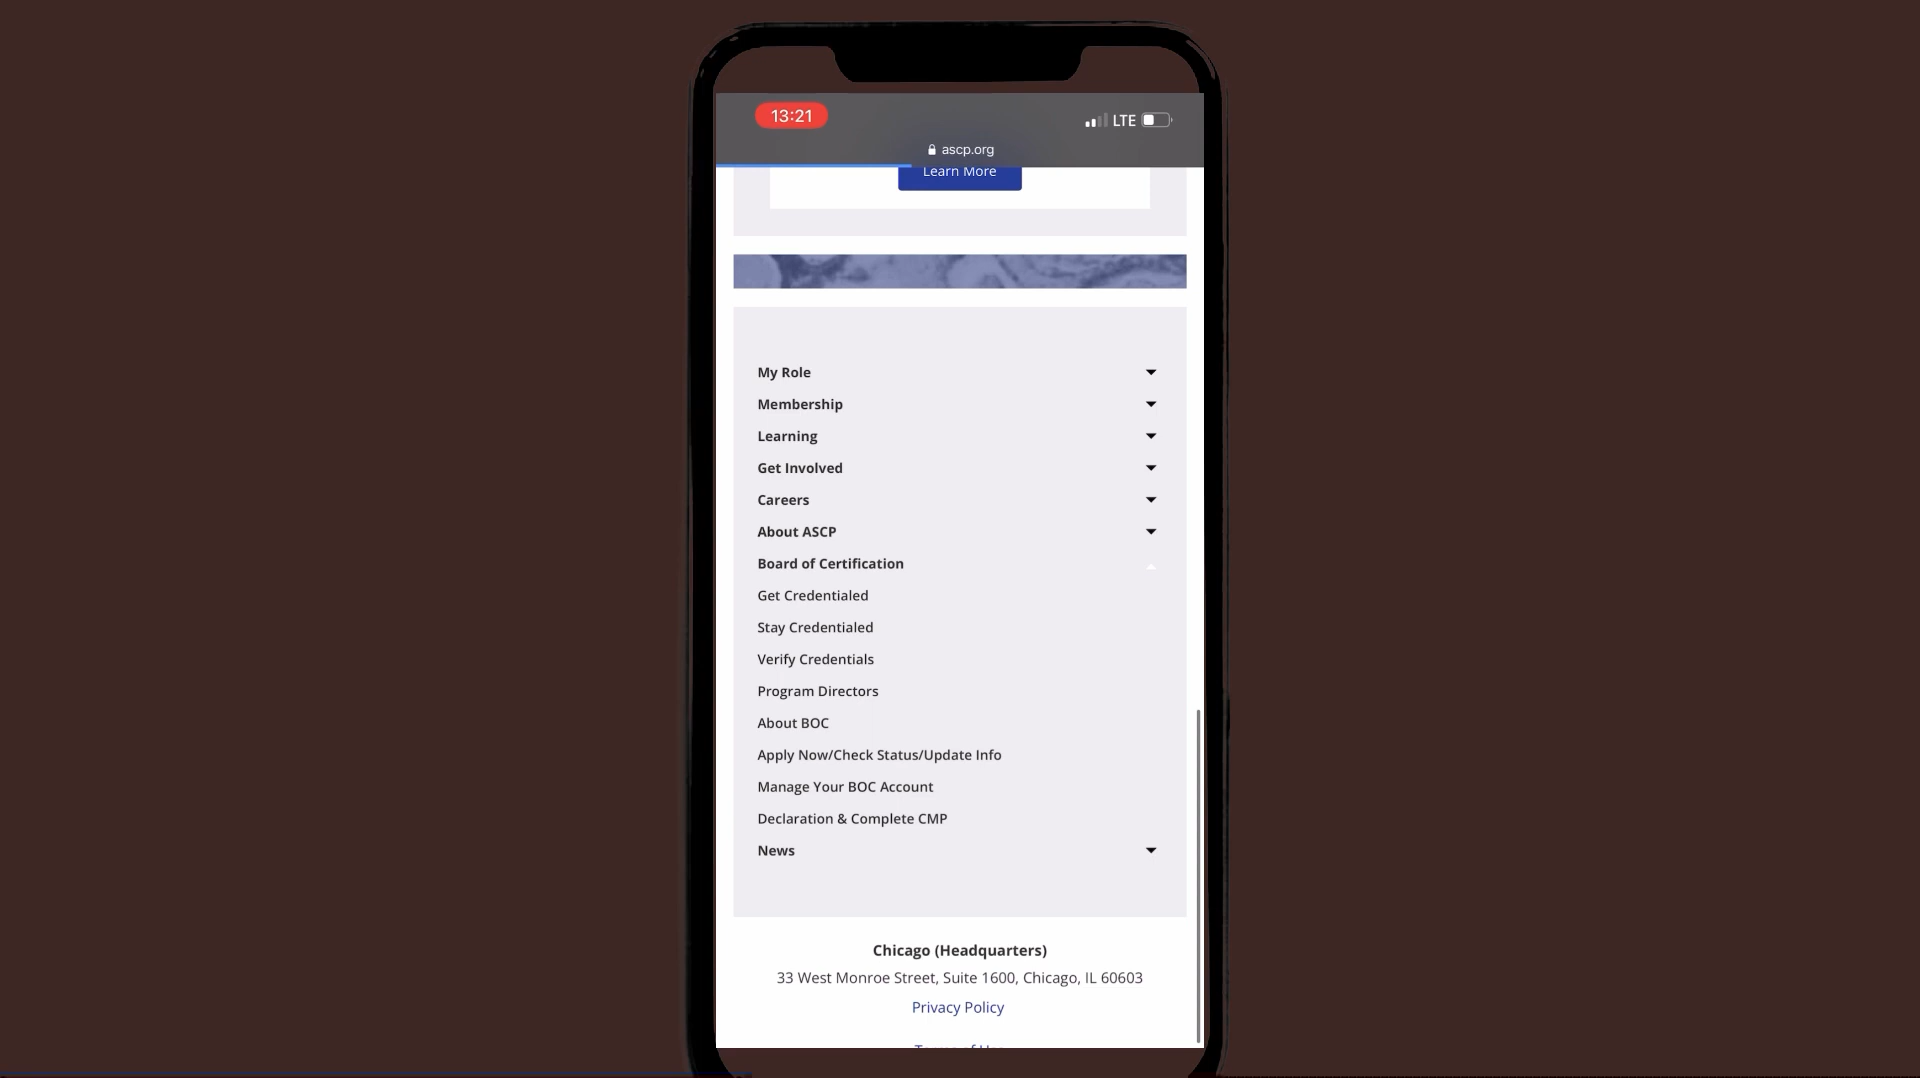 13:21
LTE
ascp.org
Learn More
My Role
Membership
Learning
Get Involved
Careers
About ASCP
Board of Certification
Get Credentialed
Stay Credentialed
Verify Credentials
Program Directors
About BOC
Apply Now/Check Status/Update Info
Manage Your BOC Account
Declaration & Complete CMP
News
Chicago (Headquarters)
33 West Monroe Street, Suite 1600, Chicago, IL 60603
Privacy Policy